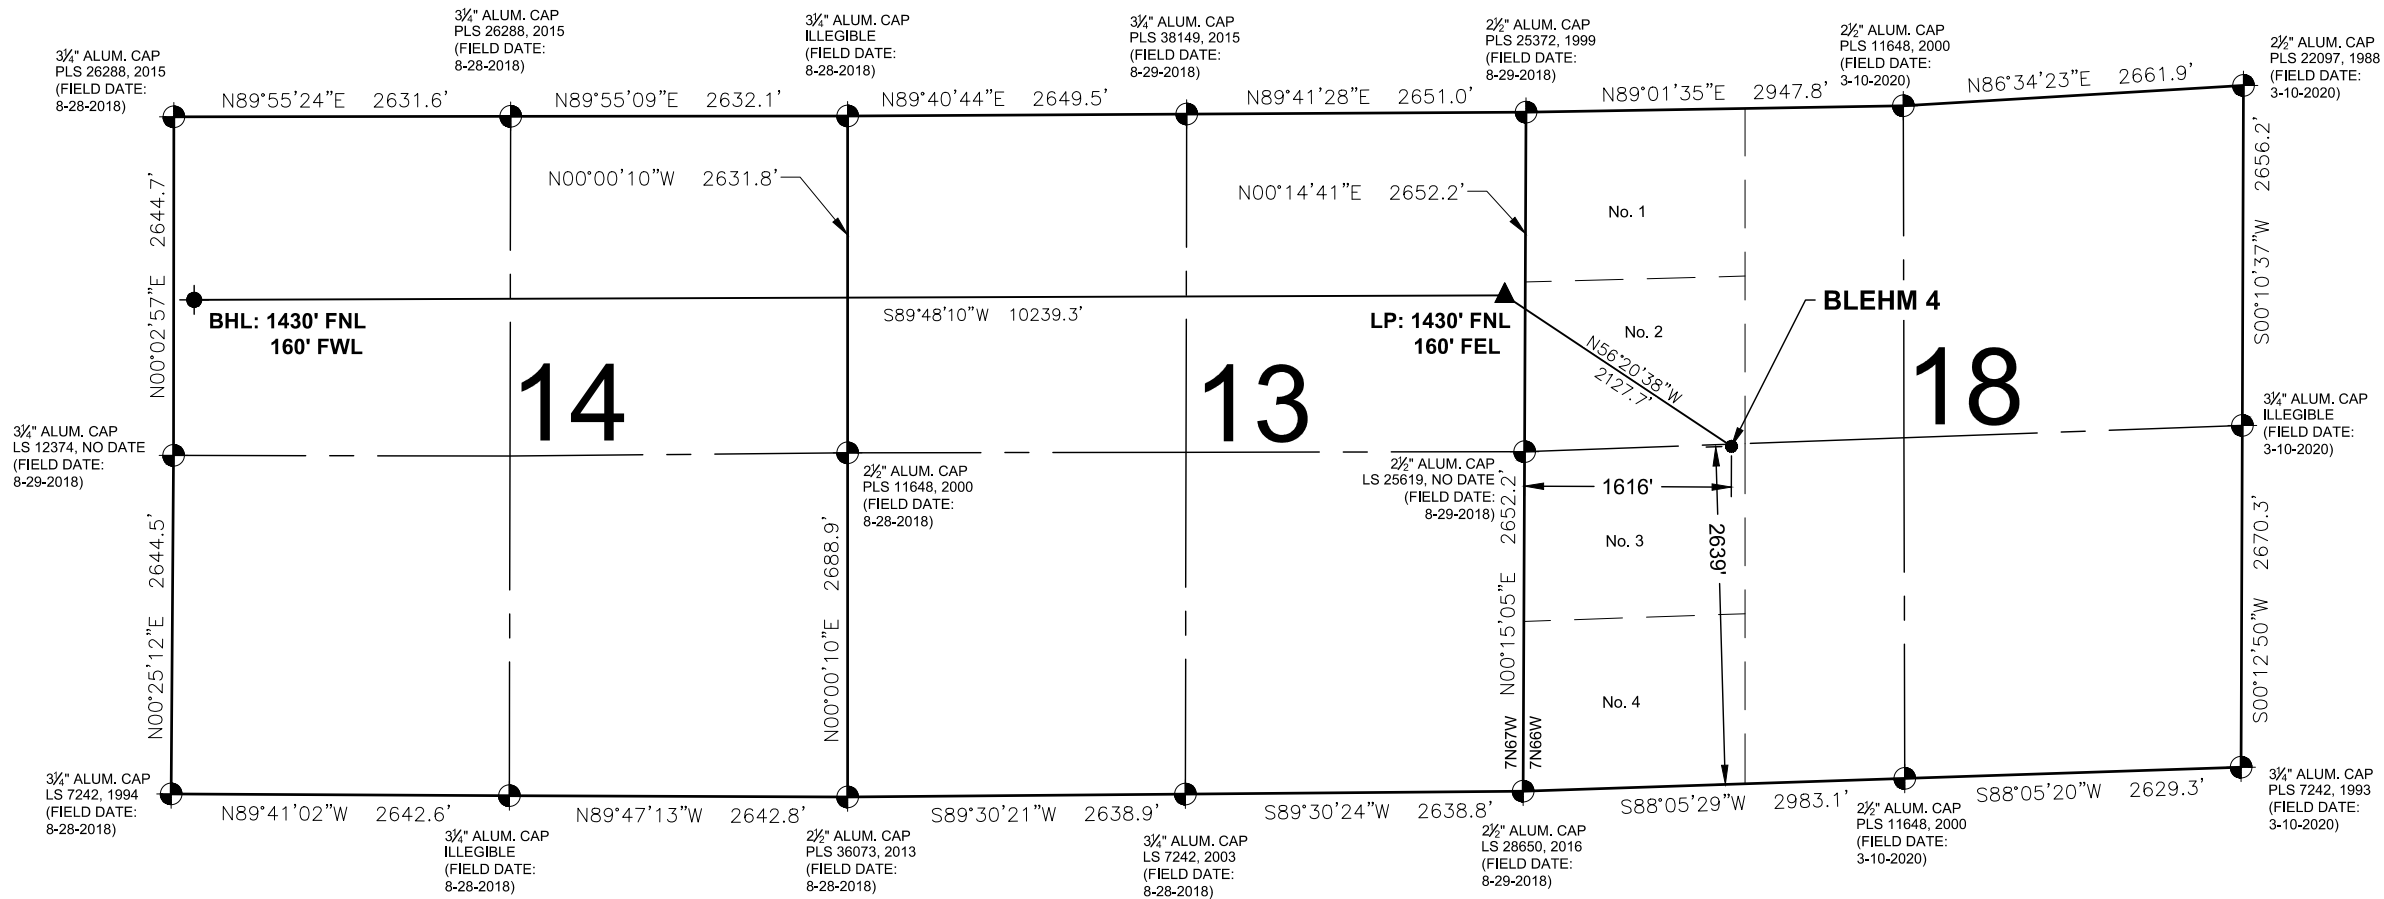 3¼" ALUM. CAP
PLS 26288, 2015
(FIELD DATE:
8-28-2018)
3¼" ALUM. CAP
PLS 26288, 2015
(FIELD DATE:
8-28-2018)
3¼" ALUM. CAP
ILLEGIBLE
(FIELD DATE:
8-28-2018)
3¼" ALUM. CAP
PLS 38149, 2015
(FIELD DATE:
8-29-2018)
2½" ALUM. CAP
PLS 25372, 1999
(FIELD DATE:
8-29-2018)
2½" ALUM. CAP
PLS 11648, 2000
(FIELD DATE:
3-10-2020)
2½" ALUM. CAP
PLS 22097, 1988
(FIELD DATE:
3-10-2020)
N89°55'24"E 2631.6'
N89°55'09"E 2632.1'
N89°40'44"E 2649.5'
N89°41'28"E 2651.0'
N89°01'35"E 2947.8'
N86°34'23"E 2661.9'
N00°02'57"E 2644.7'
N00°00'10"W 2631.8'
N00°14'41"E 2652.2'
S00°10'37"W 2656.2'
No. 1
No. 2
BHL: 1430' FNL
160' FWL
S89°48'10"W 10239.3'
LP: 1430' FNL
160' FEL
N56°20'38"W
2127.7'
BLEHM 4
14
13
18
3¼" ALUM. CAP
LS 12374, NO DATE
(FIELD DATE:
8-29-2018)
2½" ALUM. CAP
PLS 11648, 2000
(FIELD DATE:
8-28-2018)
2½" ALUM. CAP
LS 25619, NO DATE
(FIELD DATE:
8-29-2018)
3¼" ALUM. CAP
ILLEGIBLE
(FIELD DATE:
3-10-2020)
1616'
2639'
No. 3
No. 4
N00°25'12"E 2644.5'
N00°00'10"E 2688.9'
N00°15'05"E 2652.2'
S00°12'50"W 2670.3'
7N67W
7N66W
N89°41'02"W 2642.6'
N89°47'13"W 2642.8'
S89°30'21"W 2638.9'
S89°30'24"W 2638.8'
S88°05'29"W 2983.1'
S88°05'20"W 2629.3'
3¼" ALUM. CAP
LS 7242, 1994
(FIELD DATE:
8-28-2018)
3¼" ALUM. CAP
ILLEGIBLE
(FIELD DATE:
8-28-2018)
2½" ALUM. CAP
PLS 36073, 2013
(FIELD DATE:
8-28-2018)
3¼" ALUM. CAP
LS 7242, 2003
(FIELD DATE:
8-28-2018)
2½" ALUM. CAP
LS 28650, 2016
(FIELD DATE:
8-29-2018)
2½" ALUM. CAP
PLS 11648, 2000
(FIELD DATE:
3-10-2020)
3¼" ALUM. CAP
PLS 7242, 1993
(FIELD DATE:
3-10-2020)